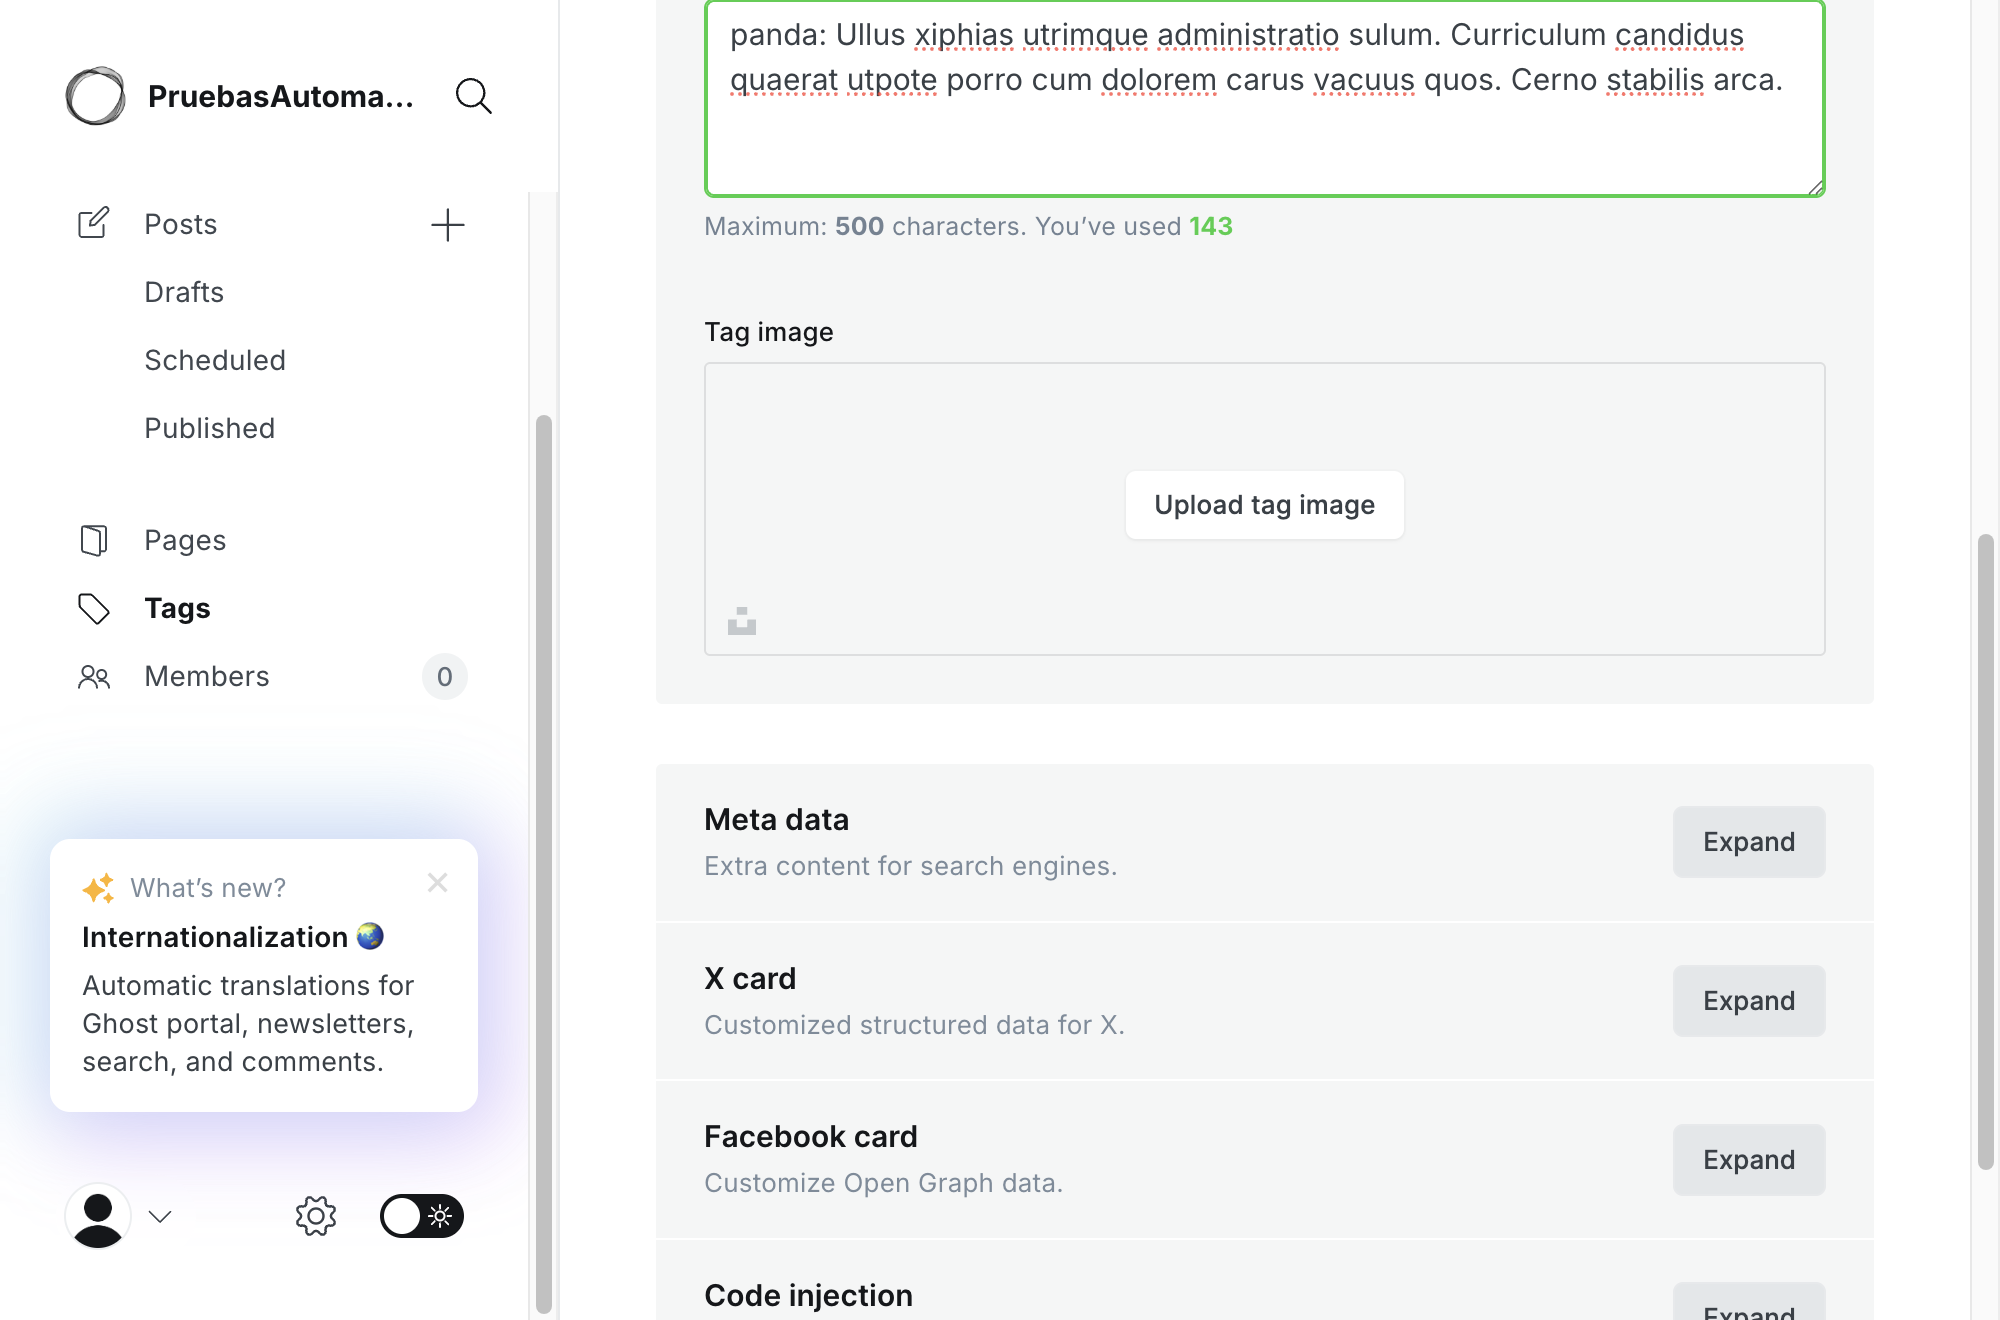 PruebasAutoma...
Posts
Drafts
Scheduled
Published
Pages
Tags
Members
0
What's new?
Internationalization 🌏
Automatic translations for
Ghost portal, newsletters,
search, and comments.
panda: Ullus xiphias utrimque administratio sulum. Curriculum candidus
quaerat utpote porro cum dolorem carus vacuus quos. Cerno stabilis arca.
Maximum: 500 characters. You've used 143
Tag image
Upload tag image
Meta data
Extra content for search engines.
Expand
X card
Customized structured data for X.
Expand
Facebook card
Customize Open Graph data.
Expand
Code injection
Expand